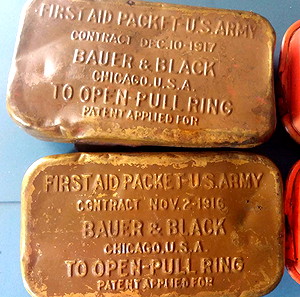 FIRST AID PACKET-U.S.ARMY
CONTRACT DEC.10-1917
BAUER & BLACK
CHICAGO, U.S.A.
TO OPEN-PULL RING
PATENT APPLIED FOR
FIRST AID PACKET-U.S.ARMY
CONTRACT NOV.2-1916
BAUER & BLACK
CHICAGO, U.S.A.
TO OPEN-PULL RING
PATENT APPLIED FOR